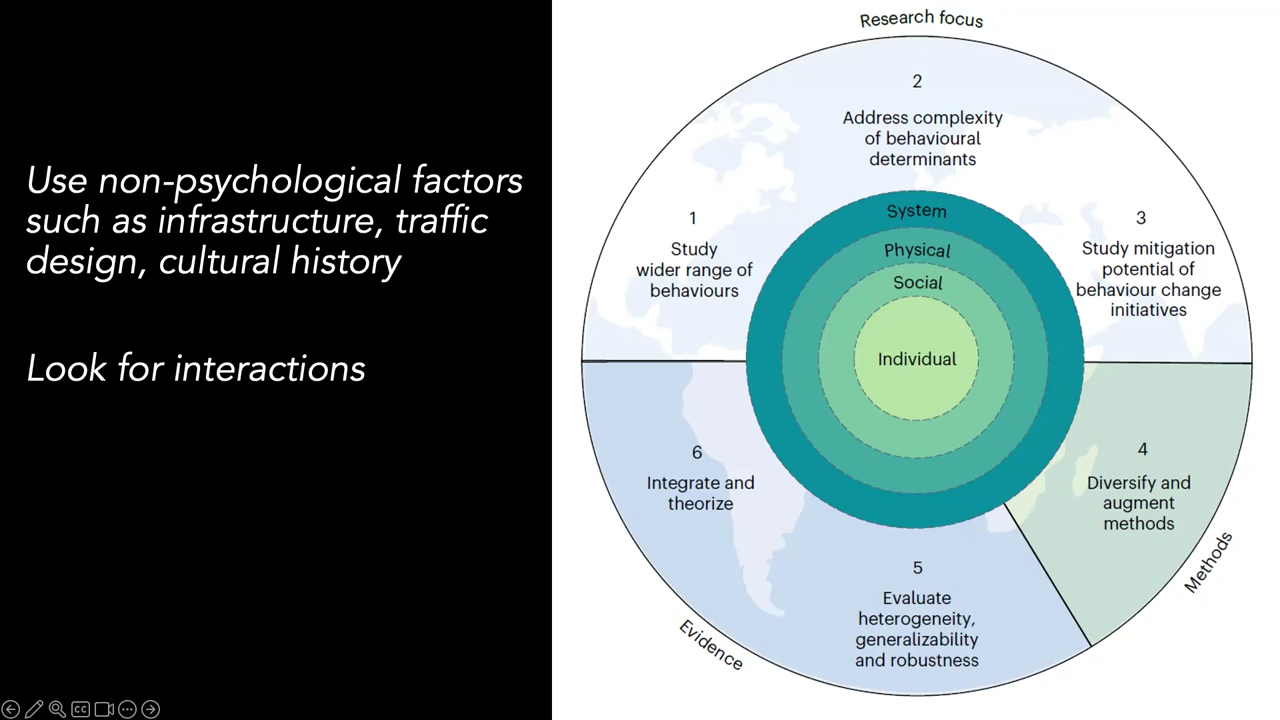 Use non-psychological factors
such as infrastructure, traffic
design, cultural history
Look for interactions
Research focus
2
Address complexity
of behavioural
determinants
1
Study
wider range of
behaviours
3
Study mitigation
potential of
behaviour change
initiatives
System
Physical
Social
Individual
6
Integrate and
theorize
4
Diversify and
augment
methods
5
Evaluate
heterogeneity,
generalizability
and robustness
Evidence
Methods
CC